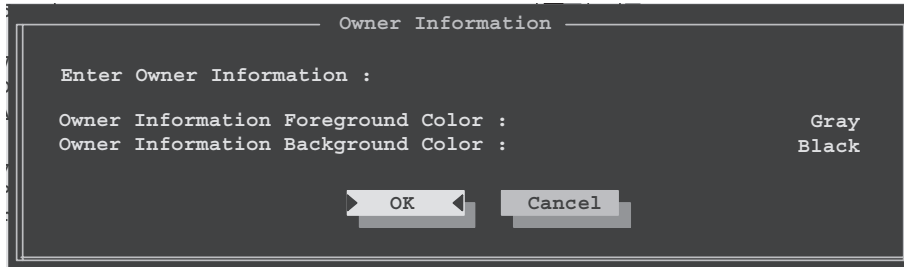 Owner Information
Enter Owner Information :
Owner Information Foreground Color : Gray
Owner Information Background Color : Black
OK Cancel